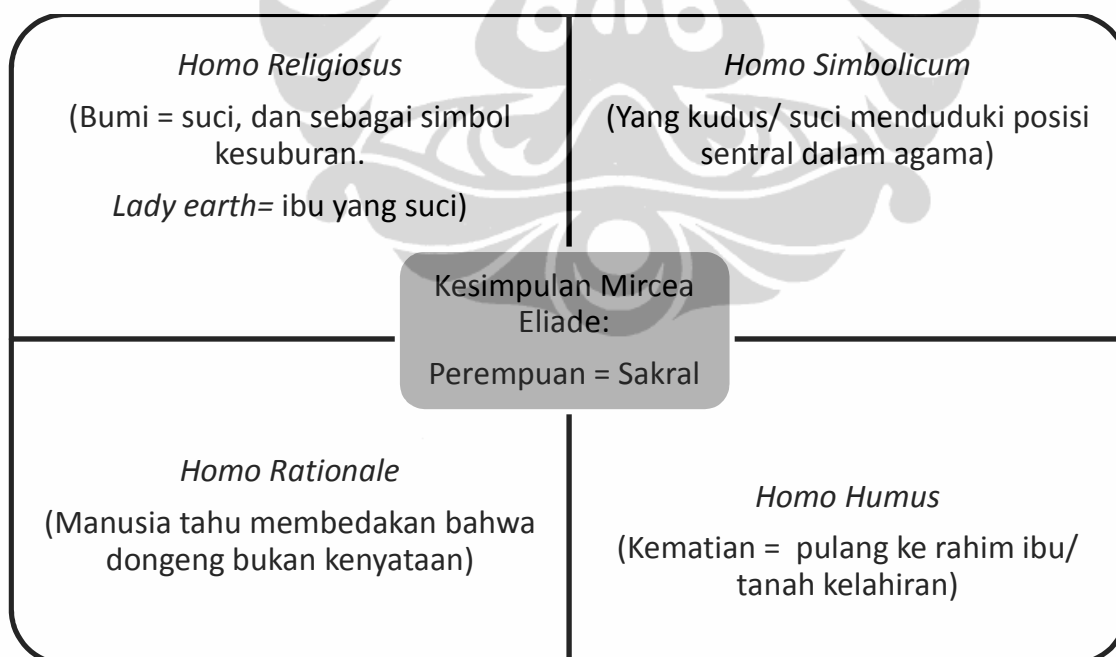 Homo Religiosus
(Bumi = suci, dan sebagai simbol
kesuburan.
Lady earth= ibu yang suci)
Homo Simbolicum
(Yang kudus/ suci menduduki posisi
sentral dalam agama)
Kesimpulan Mircea
Eliade:
Perempuan = Sakral
Homo Rationale
(Manusia tahu membedakan bahwa
dongeng bukan kenyataan)
Homo Humus
(Kematian =  pulang ke rahim ibu/
tanah kelahiran)